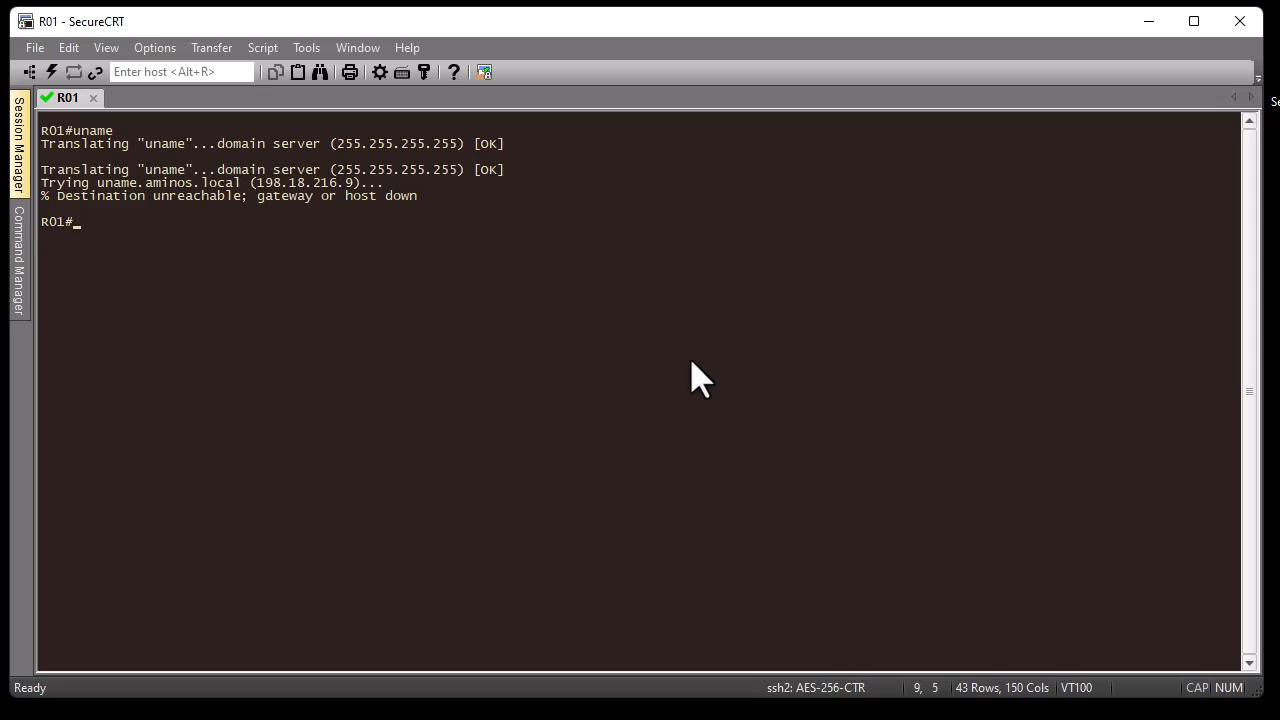 R01 - SecureCRT
File Edit View Options Transfer Script Tools Window Help
Enter host <Alt+R>
R01
Session Manager
Command Manager
R01#uname
Translating "uname"...domain server (255.255.255.255) [OK]
Translating "uname"...domain server (255.255.255.255) [OK]
Trying uname.aminos.local (198.18.216.9)...
% Destination unreachable; gateway or host down
R01#
Ready ssh2: AES-256-CTR 9, 5 43 Rows, 150 Cols VT100 CAP NUM